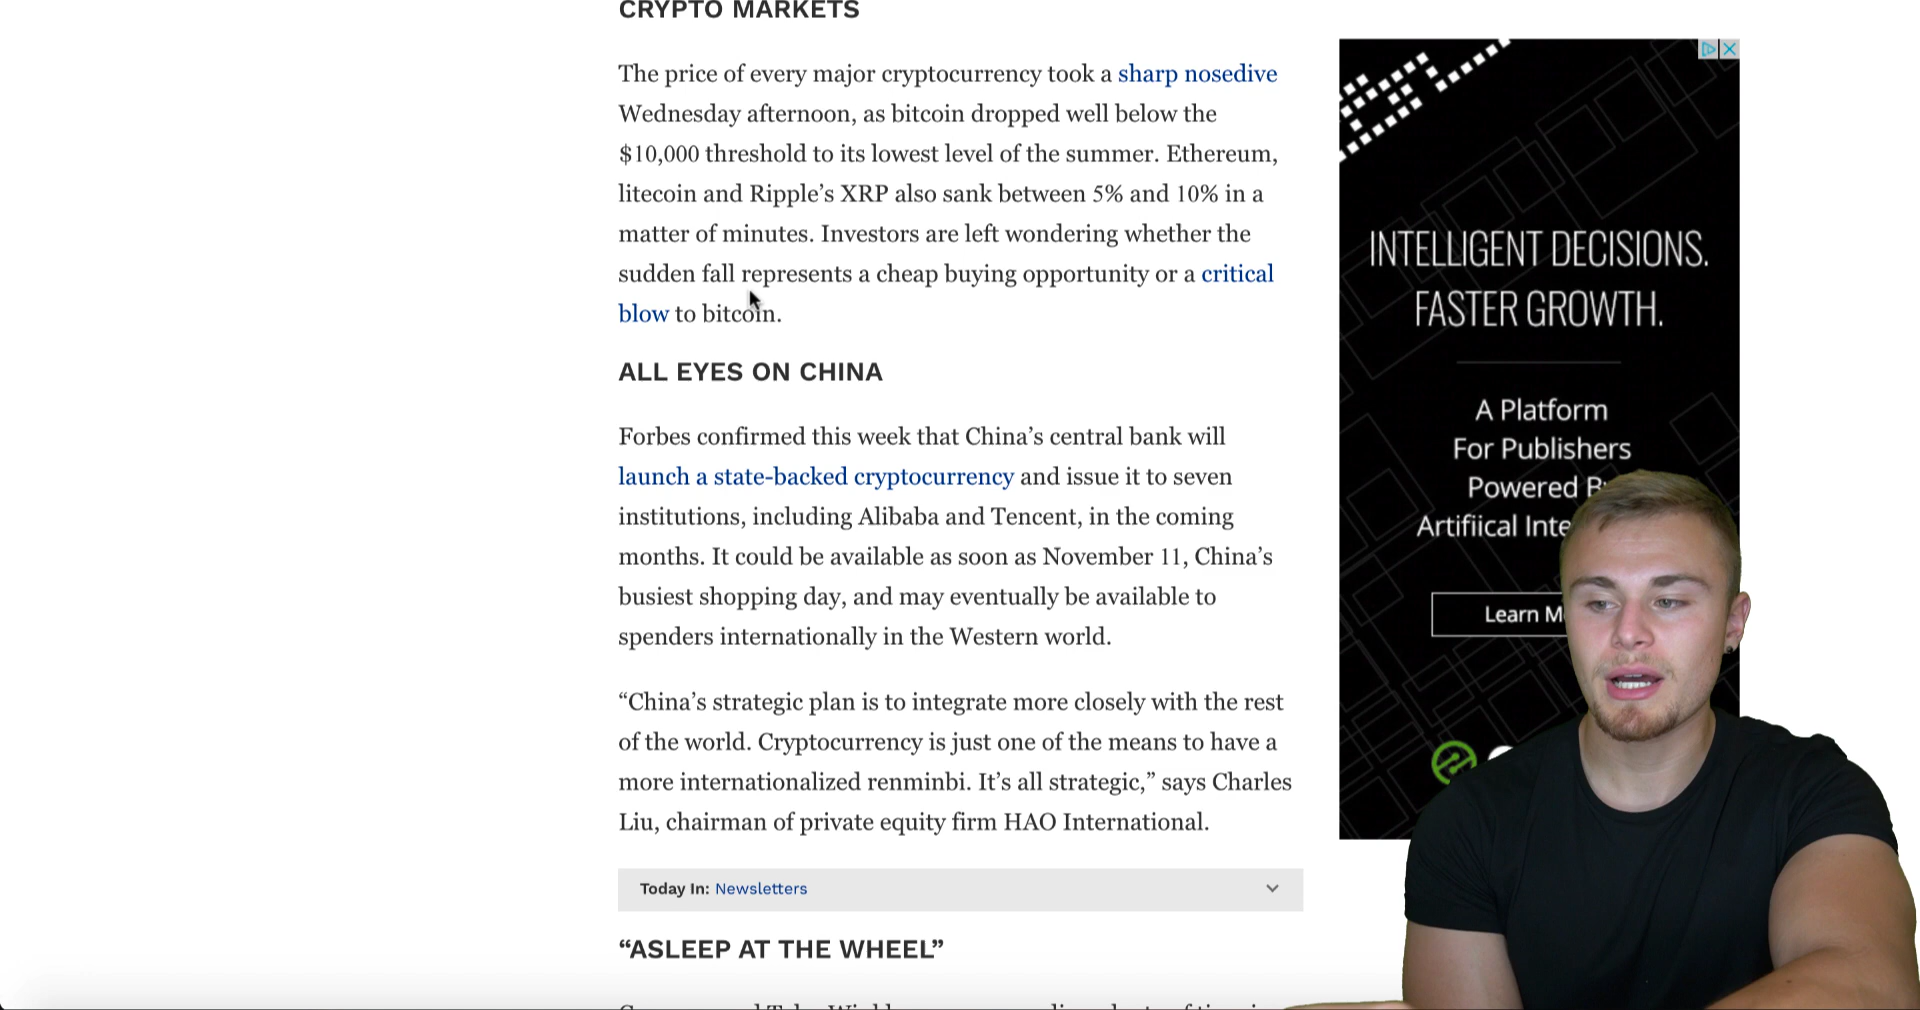 CRYPTO MARKETS
The price of every major cryptocurrency took a sharp nosedive
Wednesday afternoon, as bitcoin dropped well below the
$10,000 threshold to its lowest level of the summer. Ethereum,
litecoin and Ripple’s XRP also sank between 5% and 10% in a
matter of minutes. Investors are left wondering whether the
sudden fall represents a cheap buying opportunity or a critical
blow to bitcoin.
ALL EYES ON CHINA
Forbes confirmed this week that China’s central bank will
launch a state-backed cryptocurrency and issue it to seven
institutions, including Alibaba and Tencent, in the coming
months. It could be available as soon as November 11, China’s
busiest shopping day, and may eventually be available to
spenders internationally in the Western world.
“China’s strategic plan is to integrate more closely with the rest
of the world. Cryptocurrency is just one of the means to have a
more internationalized renminbi. It’s all strategic,” says Charles
Liu, chairman of private equity firm HAO International.
Today In: Newsletters
“ASLEEP AT THE WHEEL”
INTELLIGENT DECISIONS.
FASTER GROWTH.
A Platform
For Publishers
Powered
Artifiical
Learn